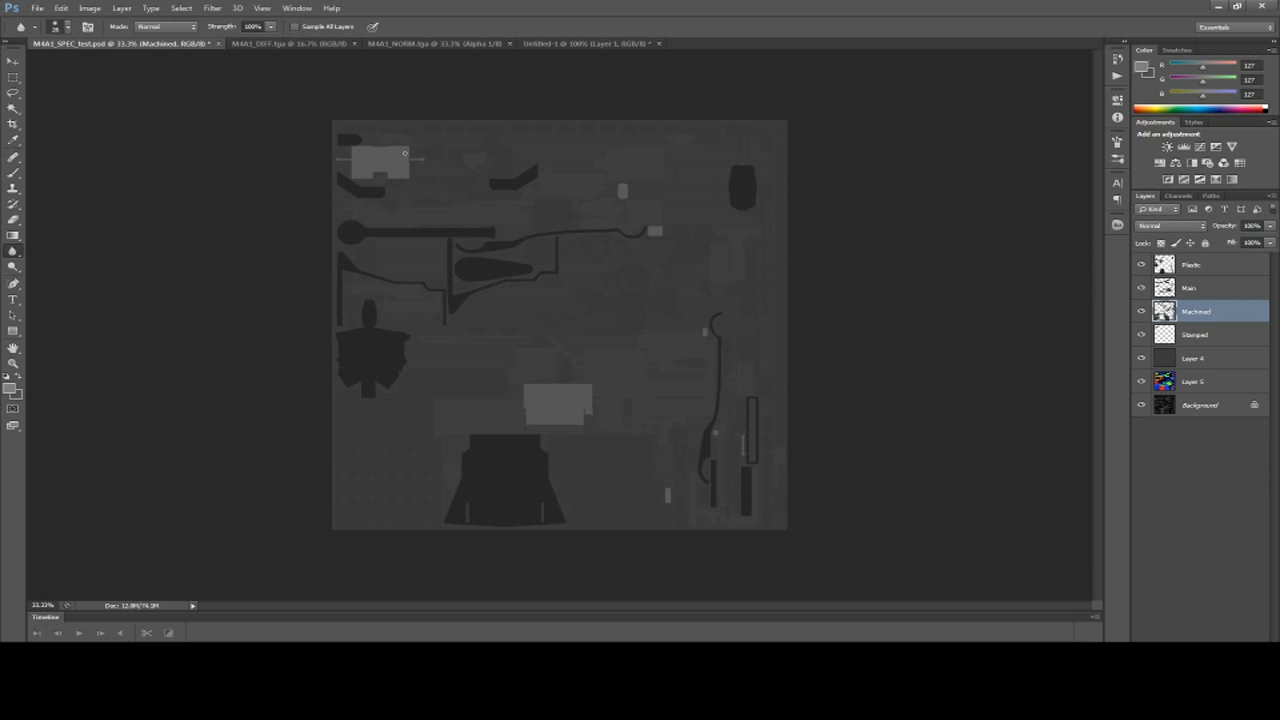 Ps File Edit Image Layer Type Select Filter 3D View Window Help
25 Mode: Normal Strength: 100% Sample All Layers Essentials
M4A1_SPEC_test.psd @ 33.3% (Machined, RGB/8) * × M4A1_DIFF.tga @ 16.7% (RGB/8) × M4A1_NORM.tga @ 33.3% (Alpha 1/8) × Untitled-1 @ 100% (Layer 1, RGB/8) * ×
Color Swatches
R 127
G 127
B 127
Adjustments Styles
Add an adjustment
Layers Channels Paths
Kind
Normal Opacity: 100%
Lock: Fill: 100%
Plastic
Main
Machined
Stamped
Layer 4
Layer 5
Background
33.33% Doc: 12.0M/74.1M
Timeline